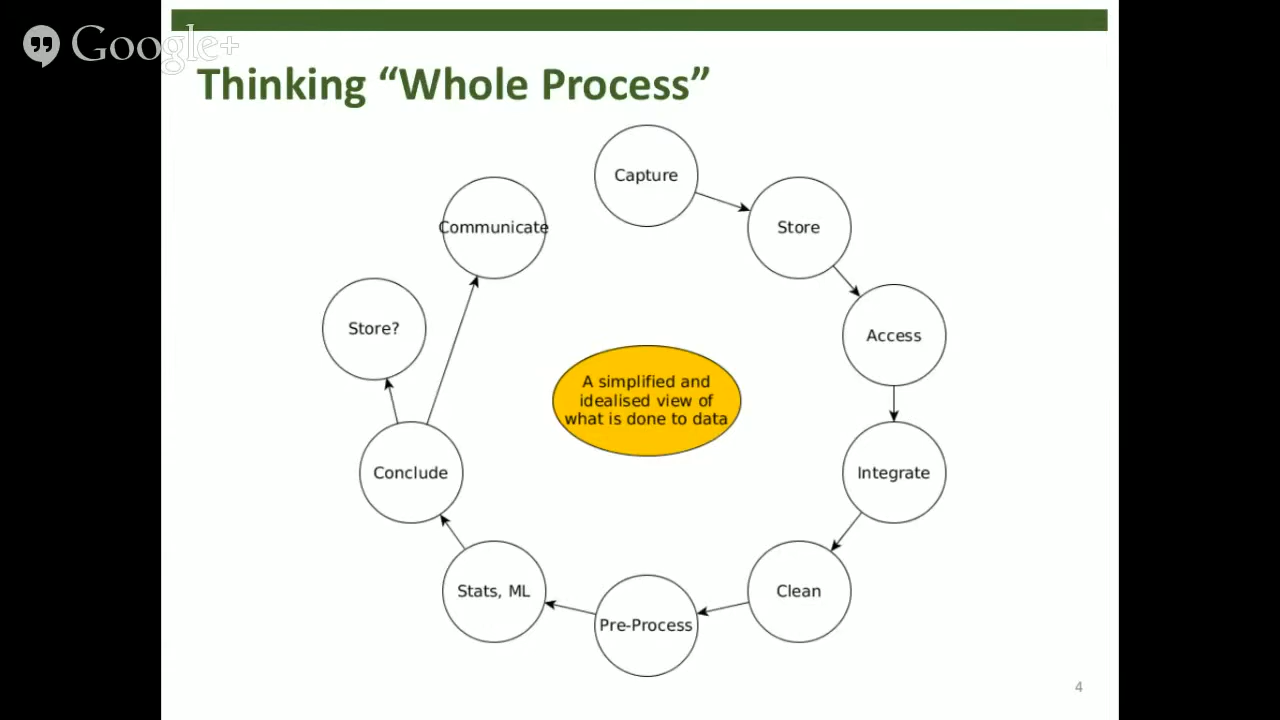 Google+
Thinking “Whole Process”
Capture
Communicate
Store
Store?
Access
A simplified and
idealised view of
what is done to data
Conclude
Integrate
Stats, ML
Clean
Pre-Process
4